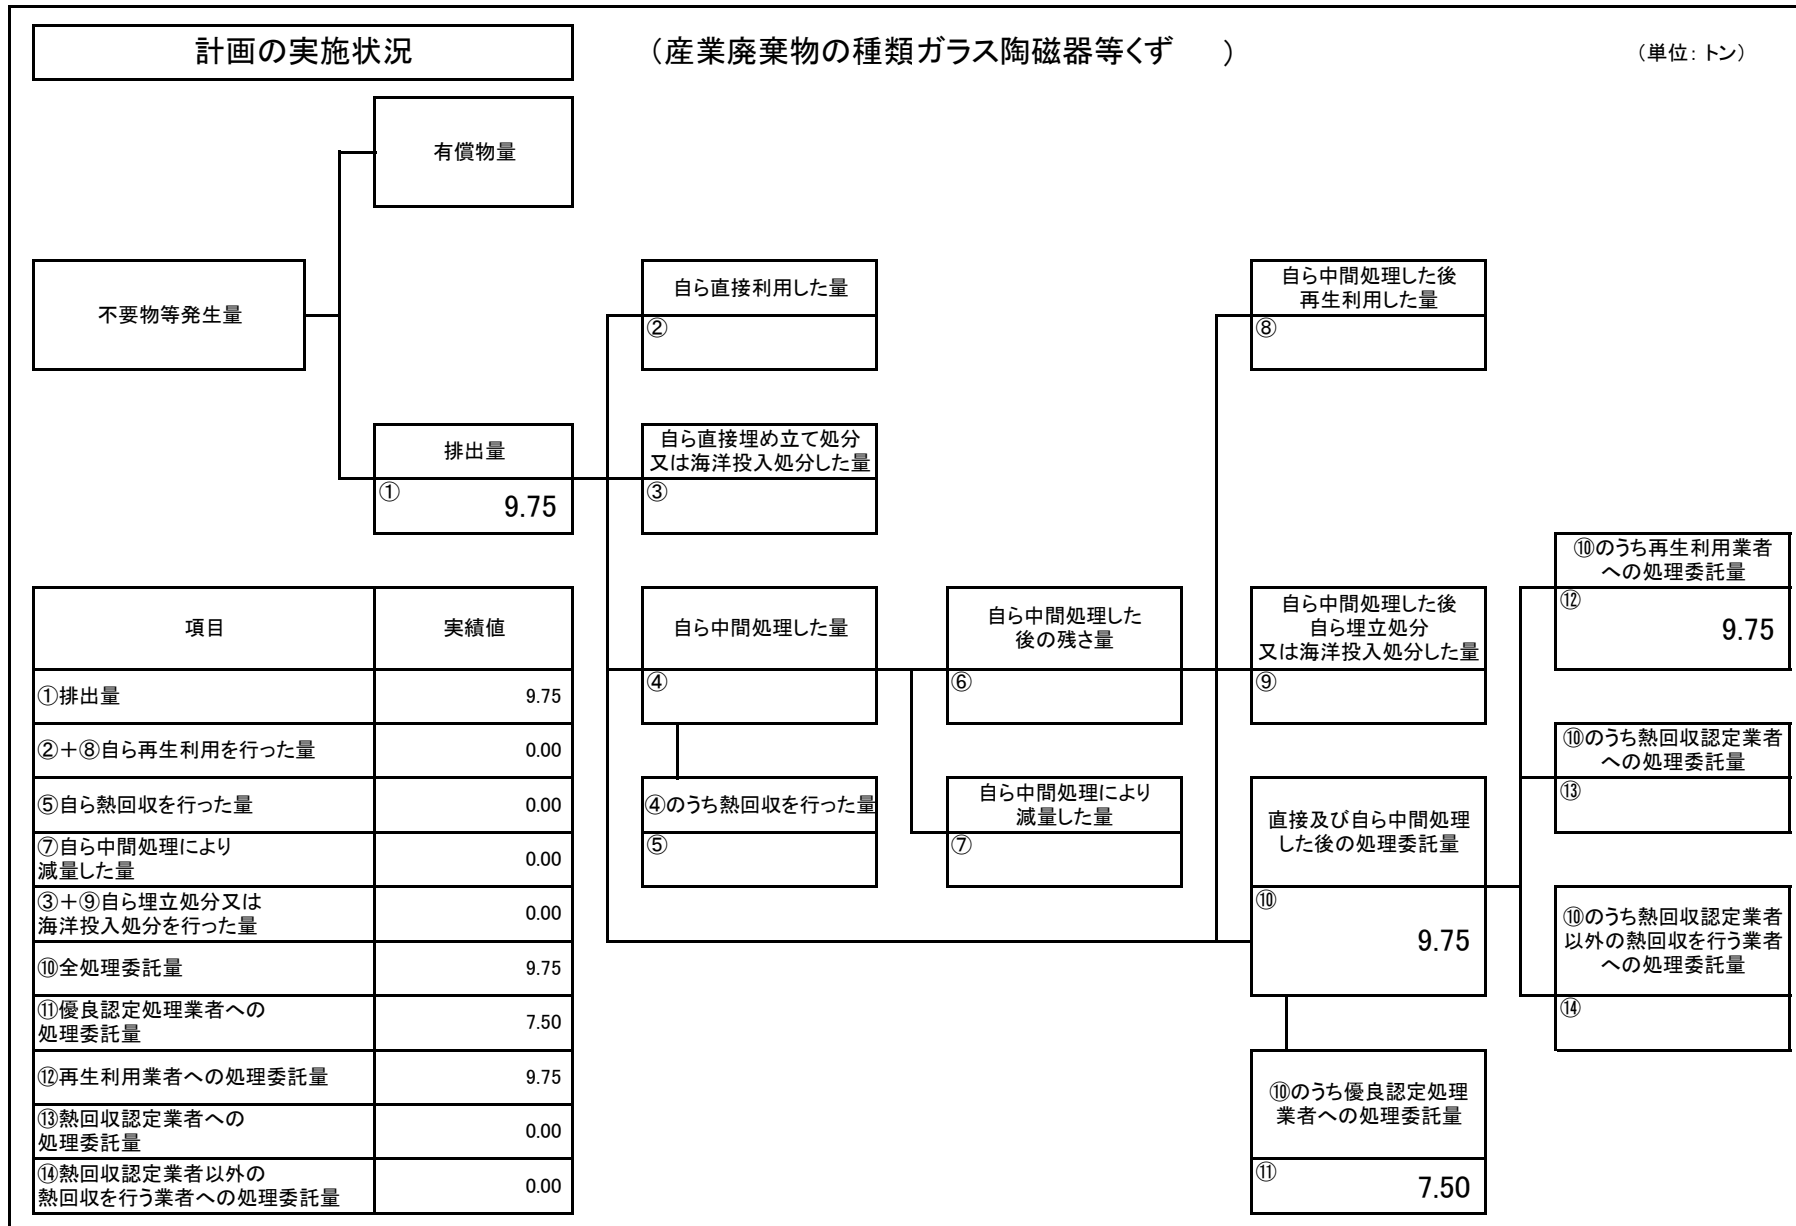 計画の実施状況
（産業廃棄物の種類ガラス陶磁器等くず　　）
（単位：トン）
有償物量
不要物等発生量
自ら直接利用した量
②
自ら中間処理した後
再生利用した量
⑧
排出量
①
9.75
自ら直接埋め立て処分
又は海洋投入処分した量
③
⑩のうち再生利用業者
への処理委託量
⑫
9.75
自ら中間処理した量
④
自ら中間処理した
後の残さ量
⑥
自ら中間処理した後
自ら埋立処分
又は海洋投入処分した量
⑨
⑩のうち熱回収認定業者
への処理委託量
⑬
④のうち熱回収を行った量
⑤
自ら中間処理により
減量した量
⑦
直接及び自ら中間処理
した後の処理委託量
⑩
9.75
⑩のうち熱回収認定業者
以外の熱回収を行う業者
への処理委託量
⑭
⑩のうち優良認定処理
業者への処理委託量
⑪
7.50
項目 実績値
①排出量 9.75
②＋⑧自ら再生利用を行った量 0.00
⑤自ら熱回収を行った量 0.00
⑦自ら中間処理により
減量した量 0.00
③＋⑨自ら埋立処分又は
海洋投入処分を行った量 0.00
⑩全処理委託量 9.75
⑪優良認定処理業者への
処理委託量 7.50
⑫再生利用業者への処理委託量 9.75
⑬熱回収認定業者への
処理委託量 0.00
⑭熱回収認定業者以外の
熱回収を行う業者への処理委託量 0.00